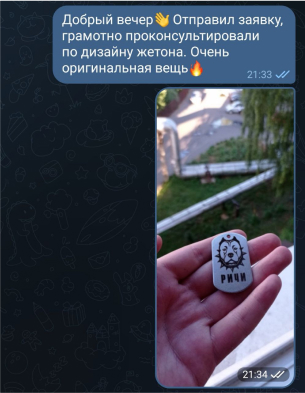 Добрый вечер👋 Отправил заявку,
грамотно проконсультировали
по дизайну жетона. Очень
оригинальная вещь🔥
21:33
РИЧИ
21:34